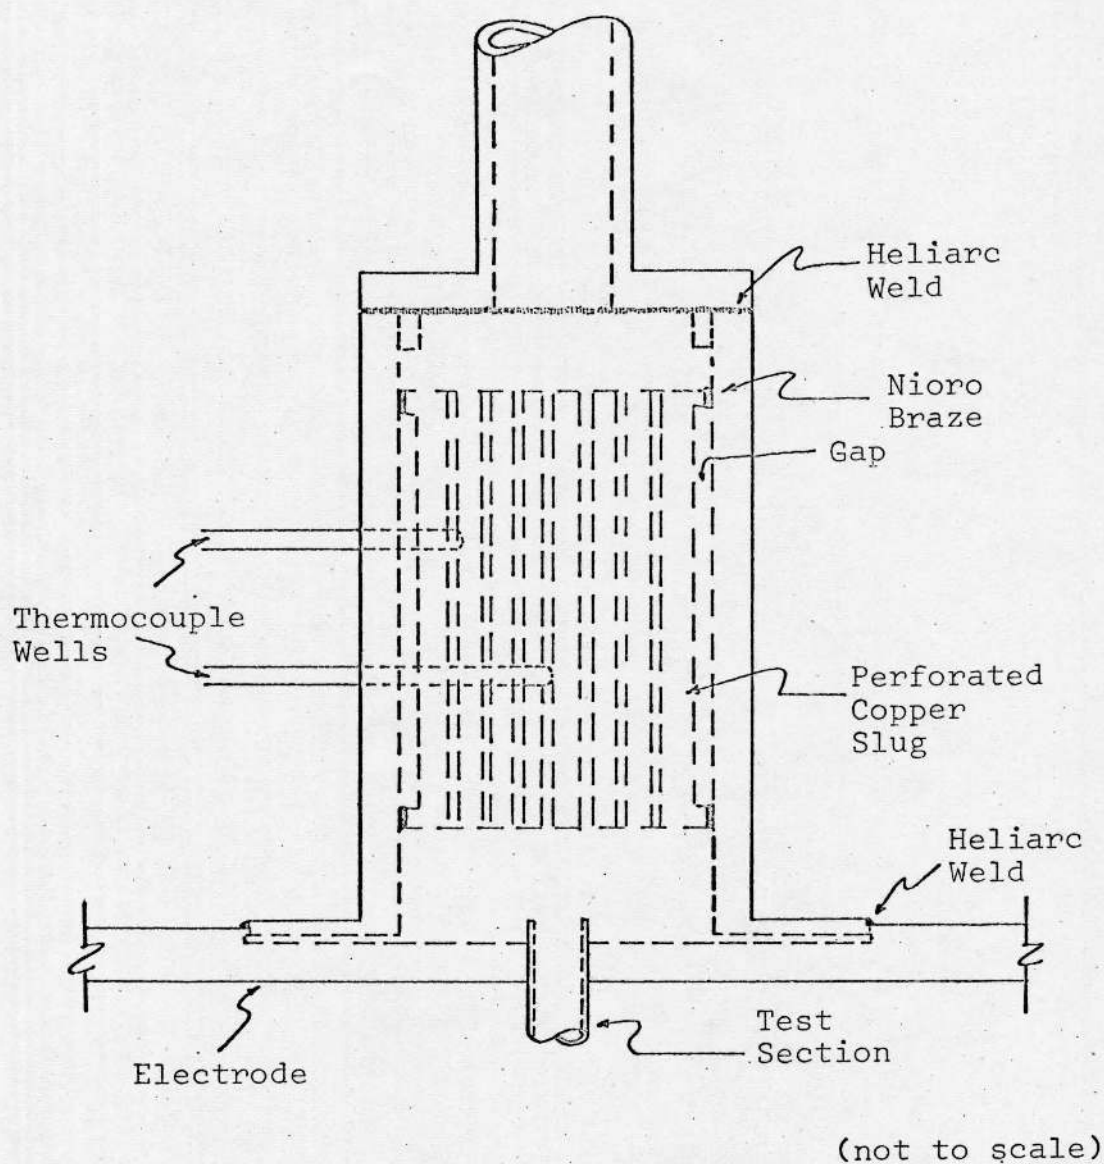 Heliarc
Weld
Nioro
Braze
Gap
Thermocouple
Wells
Perforated
Copper
Slug
Heliarc
Weld
Test
Section
Electrode
(not to scale)